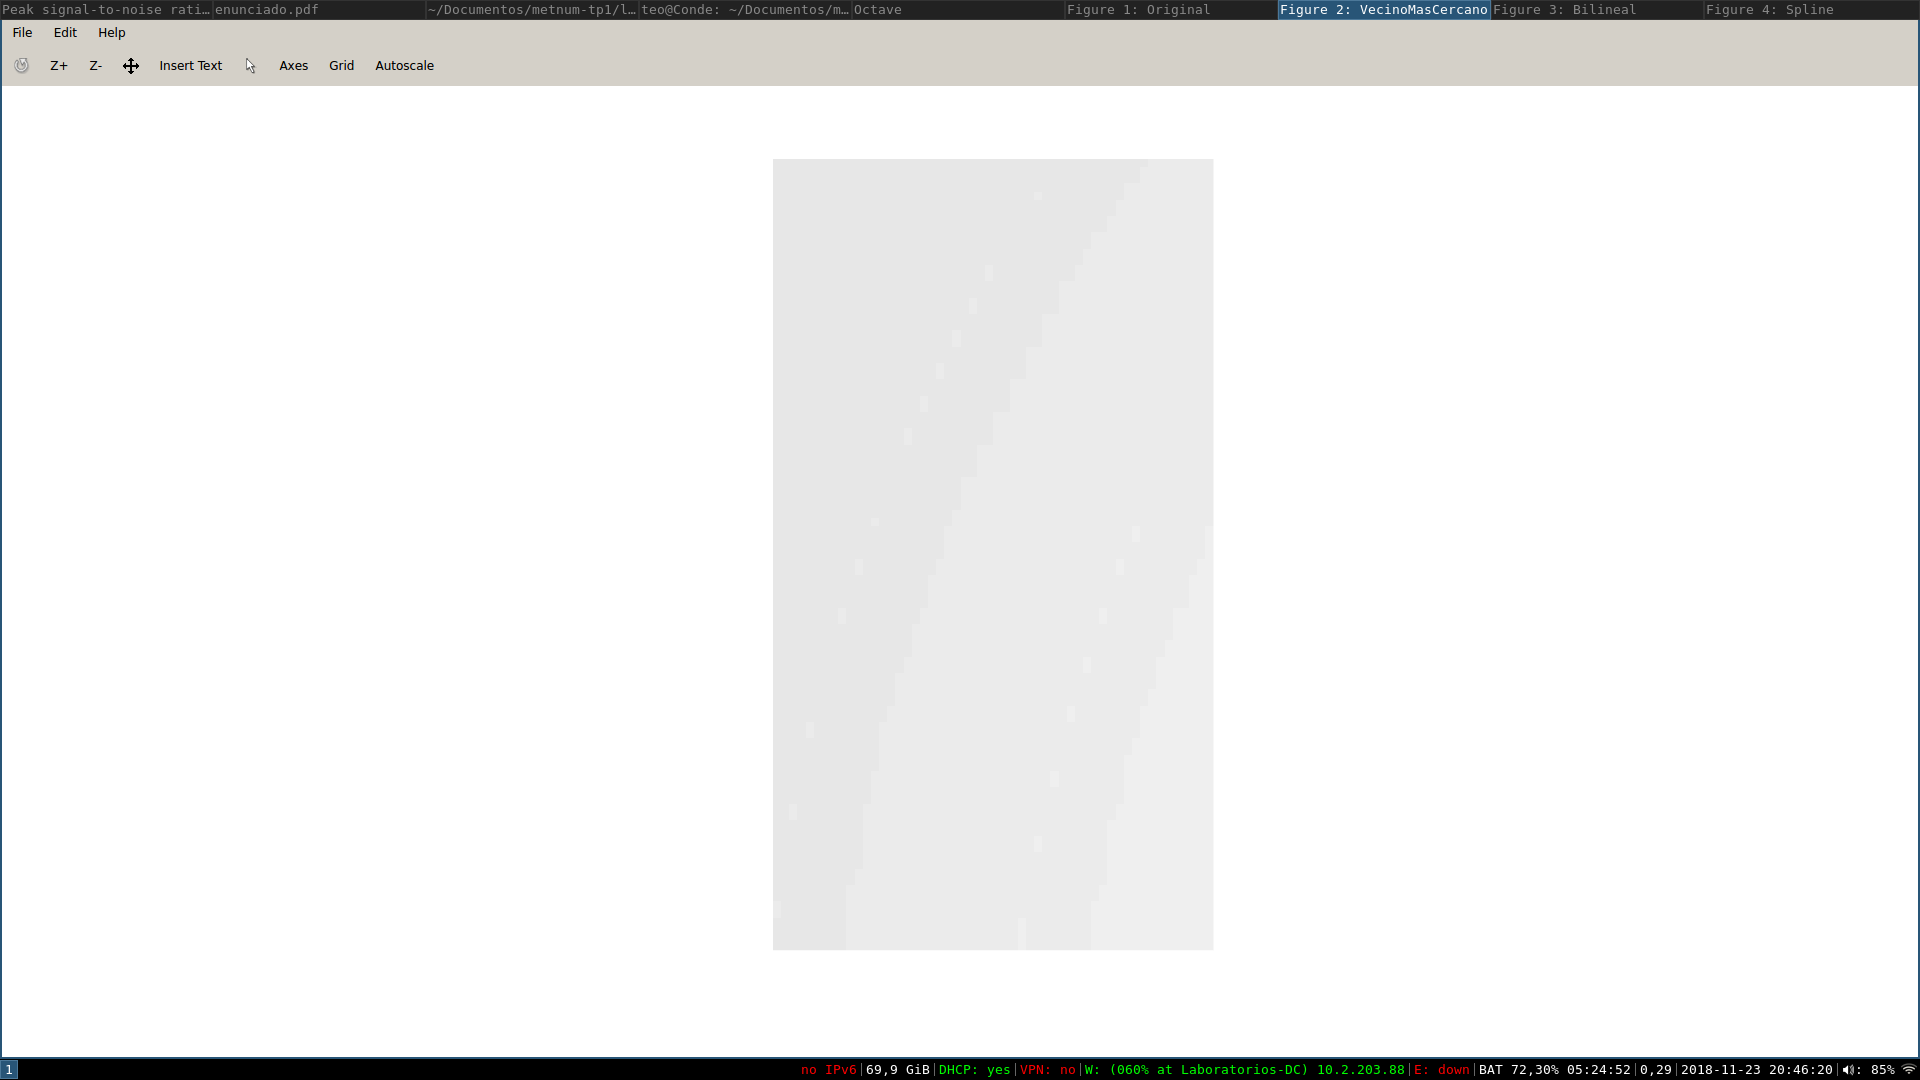 Peak signal-to-noise rati… enunciado.pdf ~/Documentos/metnum-tp1/l… teo@Conde: ~/Documentos/m… Octave Figure 1: Original Figure 2: VecinoMasCercano Figure 3: Bilineal Figure 4: Spline
File Edit Help
Z+ Z- Insert Text Axes Grid Autoscale
1 no IPv6 69,9 GiB DHCP: yes VPN: no W: (060% at Laboratorios-DC) 10.2.203.88 E: down BAT 72,30% 05:24:52 0,29 2018-11-23 20:46:20 : 85%